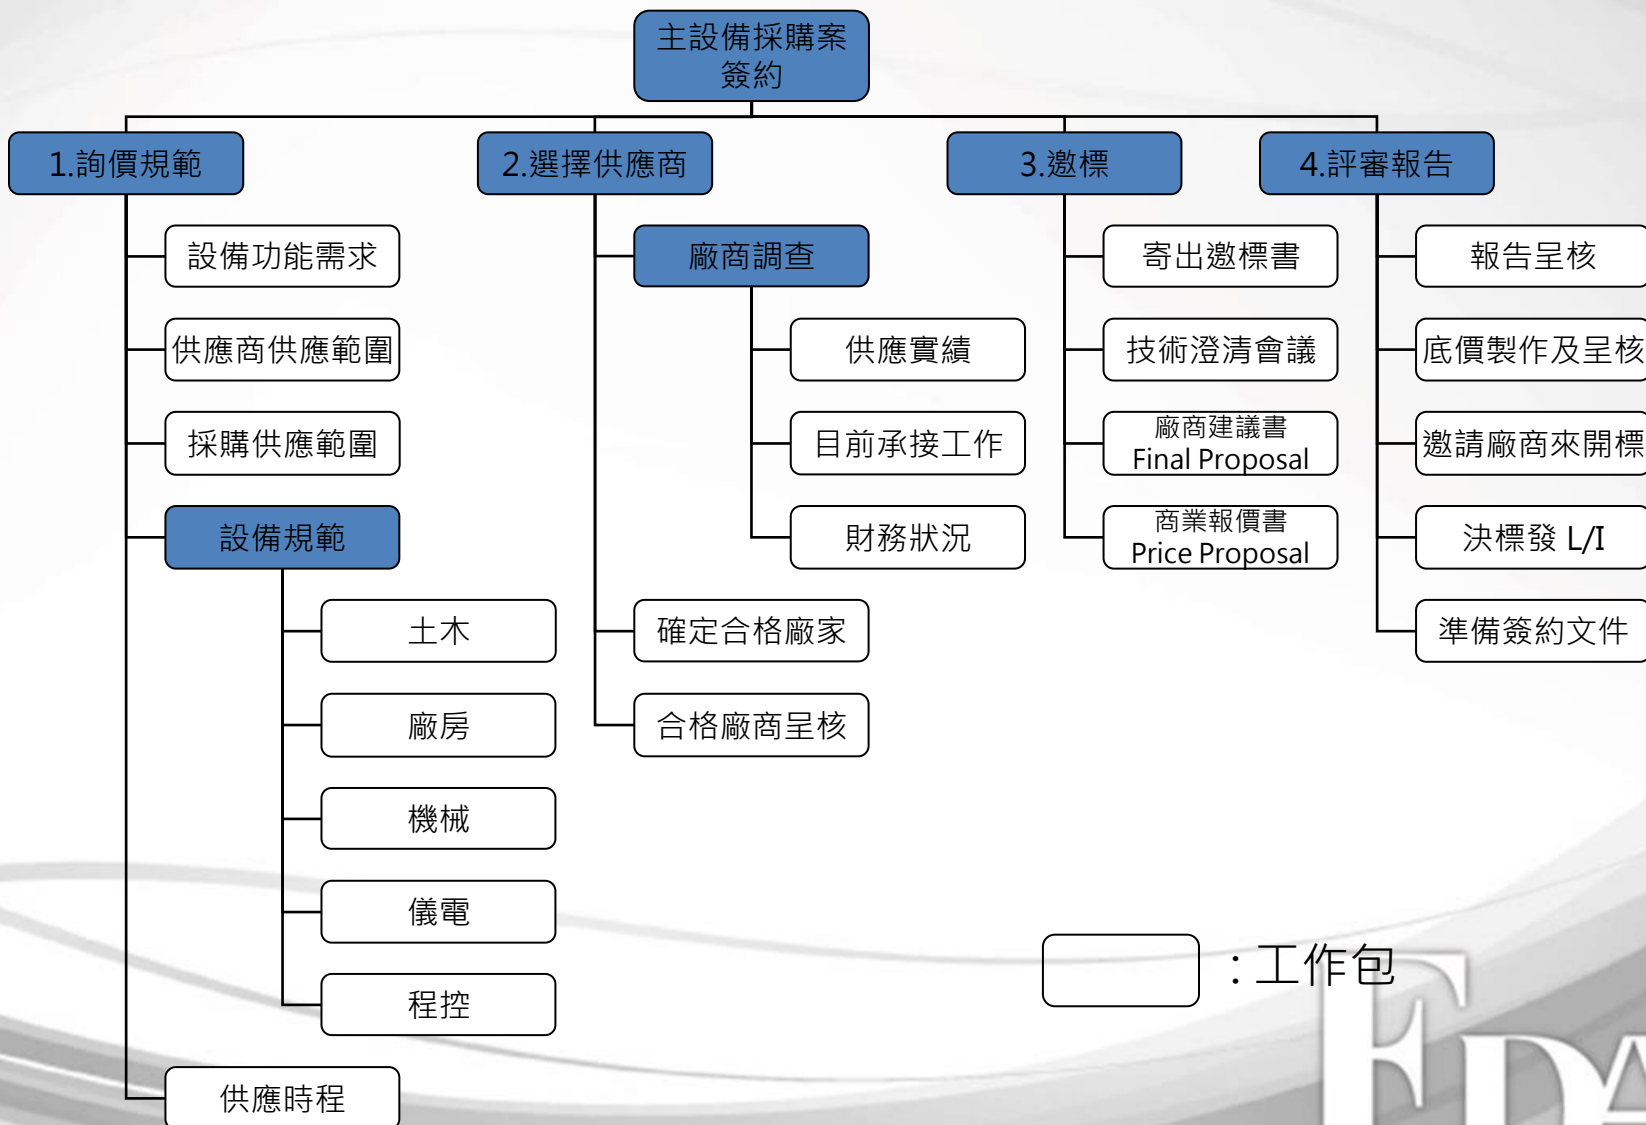 主設備採購案
簽約
1.詢價規範
2.選擇供應商
3.邀標
4.評審報告
設備功能需求
供應商供應範圍
採購供應範圍
設備規範
土木
廠房
機械
儀電
程控
供應時程
廠商調查
供應實績
目前承接工作
財務狀況
確定合格廠家
合格廠商呈核
寄出邀標書
技術澄清會議
廠商建議書
Final Proposal
商業報價書
Price Proposal
報告呈核
底價製作及呈核
邀請廠商來開標
決標發 L/I
準備簽約文件
：工作包